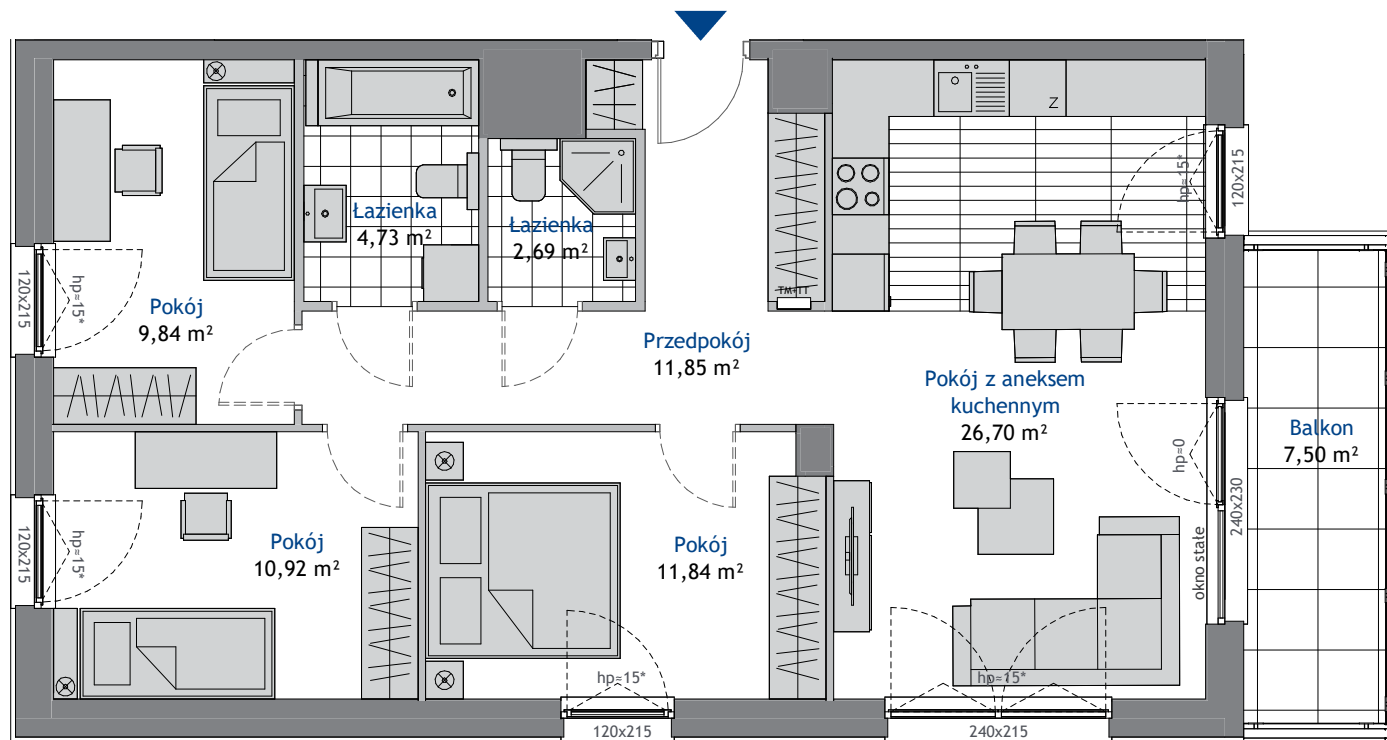 Z
120x215
hp≈15*
Łazienka
4,73 m²
Łazienka
2,69 m²
120x215
hp≈15*
Pokój
9,84 m²
TM+TT
Przedpokój
11,85 m²
Pokój z aneksem
kuchennym
26,70 m²
Balkon
7,50 m²
hp≈0
240x230
okno stałe
120x215
hp≈15*
Pokój
10,92 m²
Pokój
11,84 m²
hp≈15*
120x215
hp≈15*
240x215